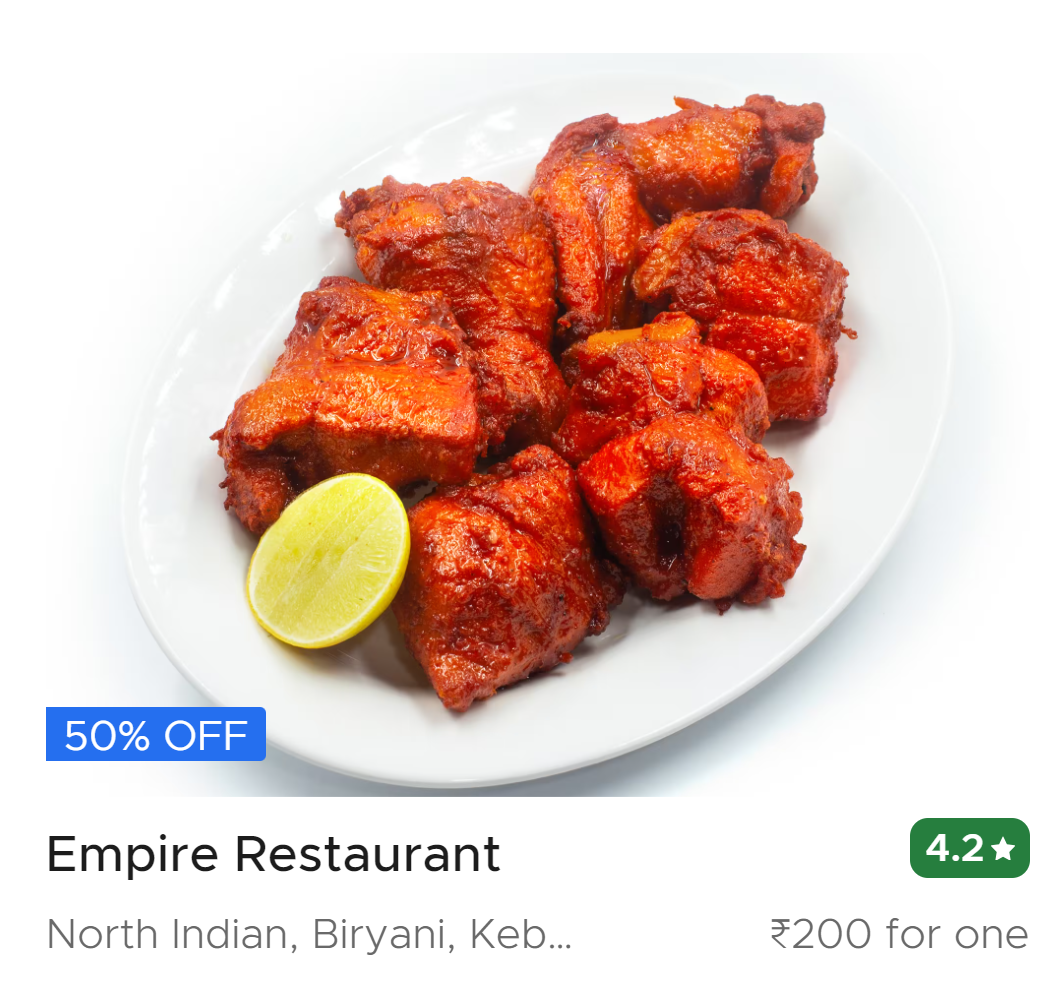 50% OFF
Empire Restaurant
4.2★
North Indian, Biryani, Keb...
₹200 for one